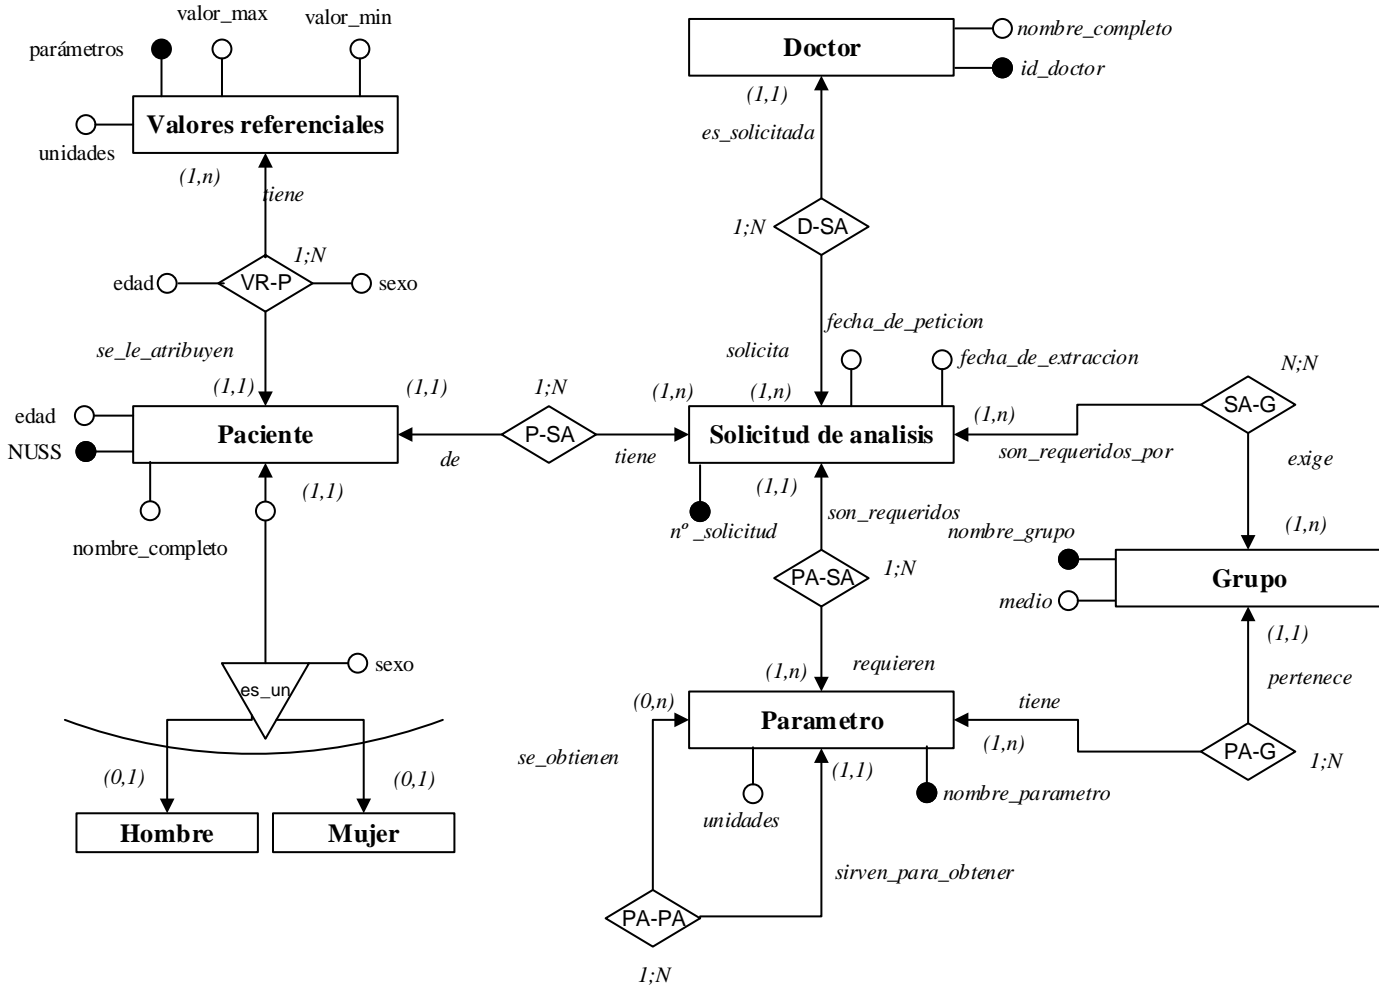 valor_max
valor_min
parámetros
Valores referenciales
unidades
(1,n)
tiene
1;N
edad
VR-P
sexo
se_le_atribuyen
(1,1)
edad
NUSS
Paciente
nombre_completo
(1,1)
es_un
sexo
(0,1)
(0,1)
Hombre
Mujer
(1,1)
1;N
P-SA
de
tiene
(1,n)
Doctor
nombre_completo
id_doctor
(1,1)
es_solicitada
1;N
D-SA
fecha_de_peticion
solicita
fecha_de_extraccion
(1,n)
Solicitud de analisis
(1,n)
N;N
SA-G
son_requeridos_por
exige
(1,1)
nº_solicitud
son_requeridos
PA-SA
1;N
(1,n)
nombre_grupo
Grupo
medio
(1,1)
(1,n)
requieren
pertenece
(0,n)
Parametro
tiene
(1,n)
PA-G
1;N
se_obtienen
(1,1)
unidades
nombre_parametro
sirven_para_obtener
PA-PA
1;N